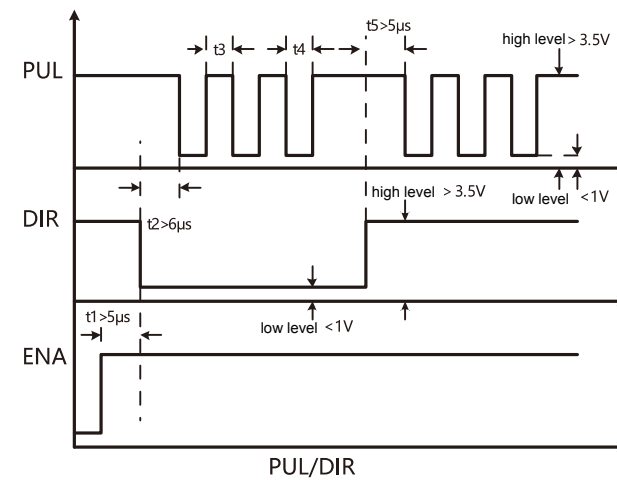 t5>5μs
high level > 3.5V
t3
t4
PUL
low level <1V
high level > 3.5V
DIR
t2>6μs
t1>5μs
low level <1V
ENA
PUL/DIR